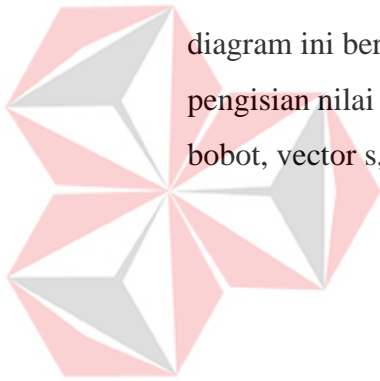 diagram ini ber
pengisian nilai
bobot, vector s,